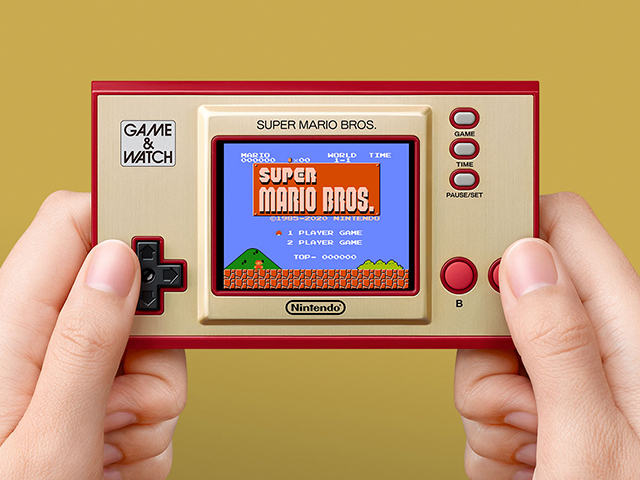 GAME
&
WATCH
SUPER MARIO BROS.
GAME
TIME
PAUSE/SET
MARIO WORLD TIME
000000 ×00 1-1
SUPER
MARIO BROS.
©1985-2020 NINTENDO
1 PLAYER GAME
2 PLAYER GAME
TOP- 000000
B
Nintendo